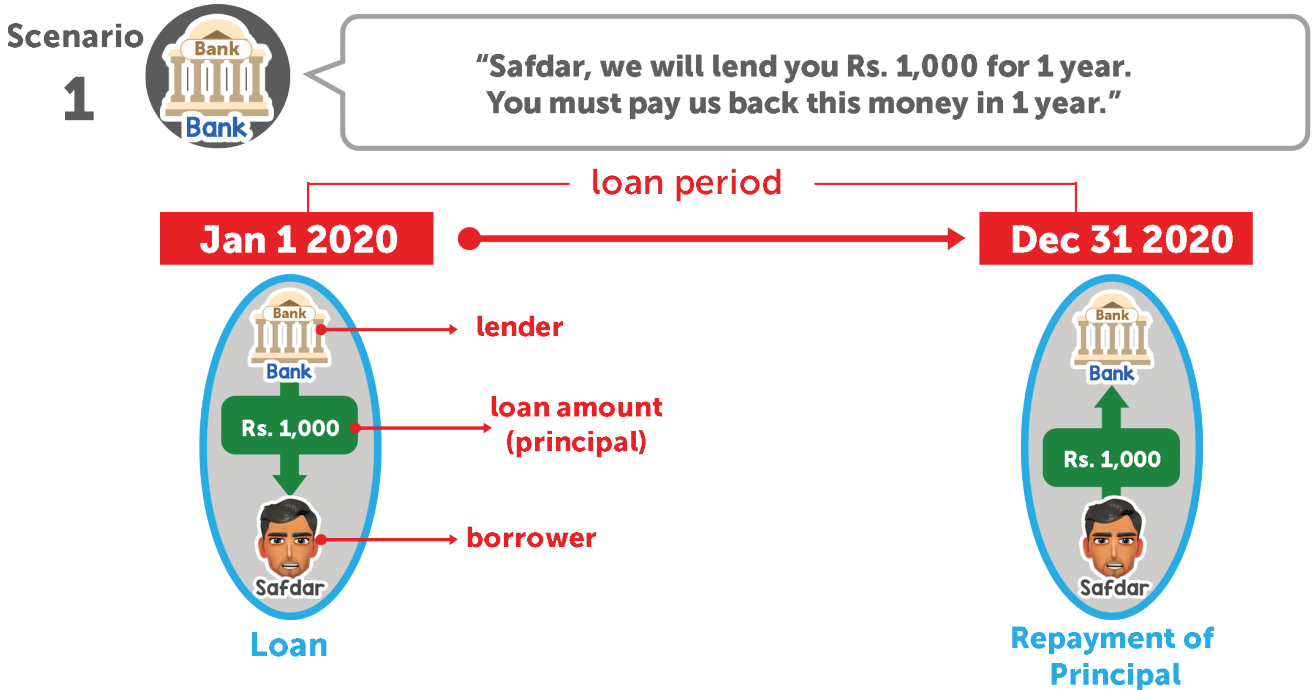 Scenario
1
Bank
Bank
“Safdar, we will lend you Rs. 1,000 for 1 year.
You must pay us back this money in 1 year.”
loan period
Jan 1 2020
Dec 31 2020
Bank
Bank
lender
Rs. 1,000
loan amount
(principal)
borrower
Safdar
Loan
Bank
Bank
Rs. 1,000
Safdar
Repayment of
Principal